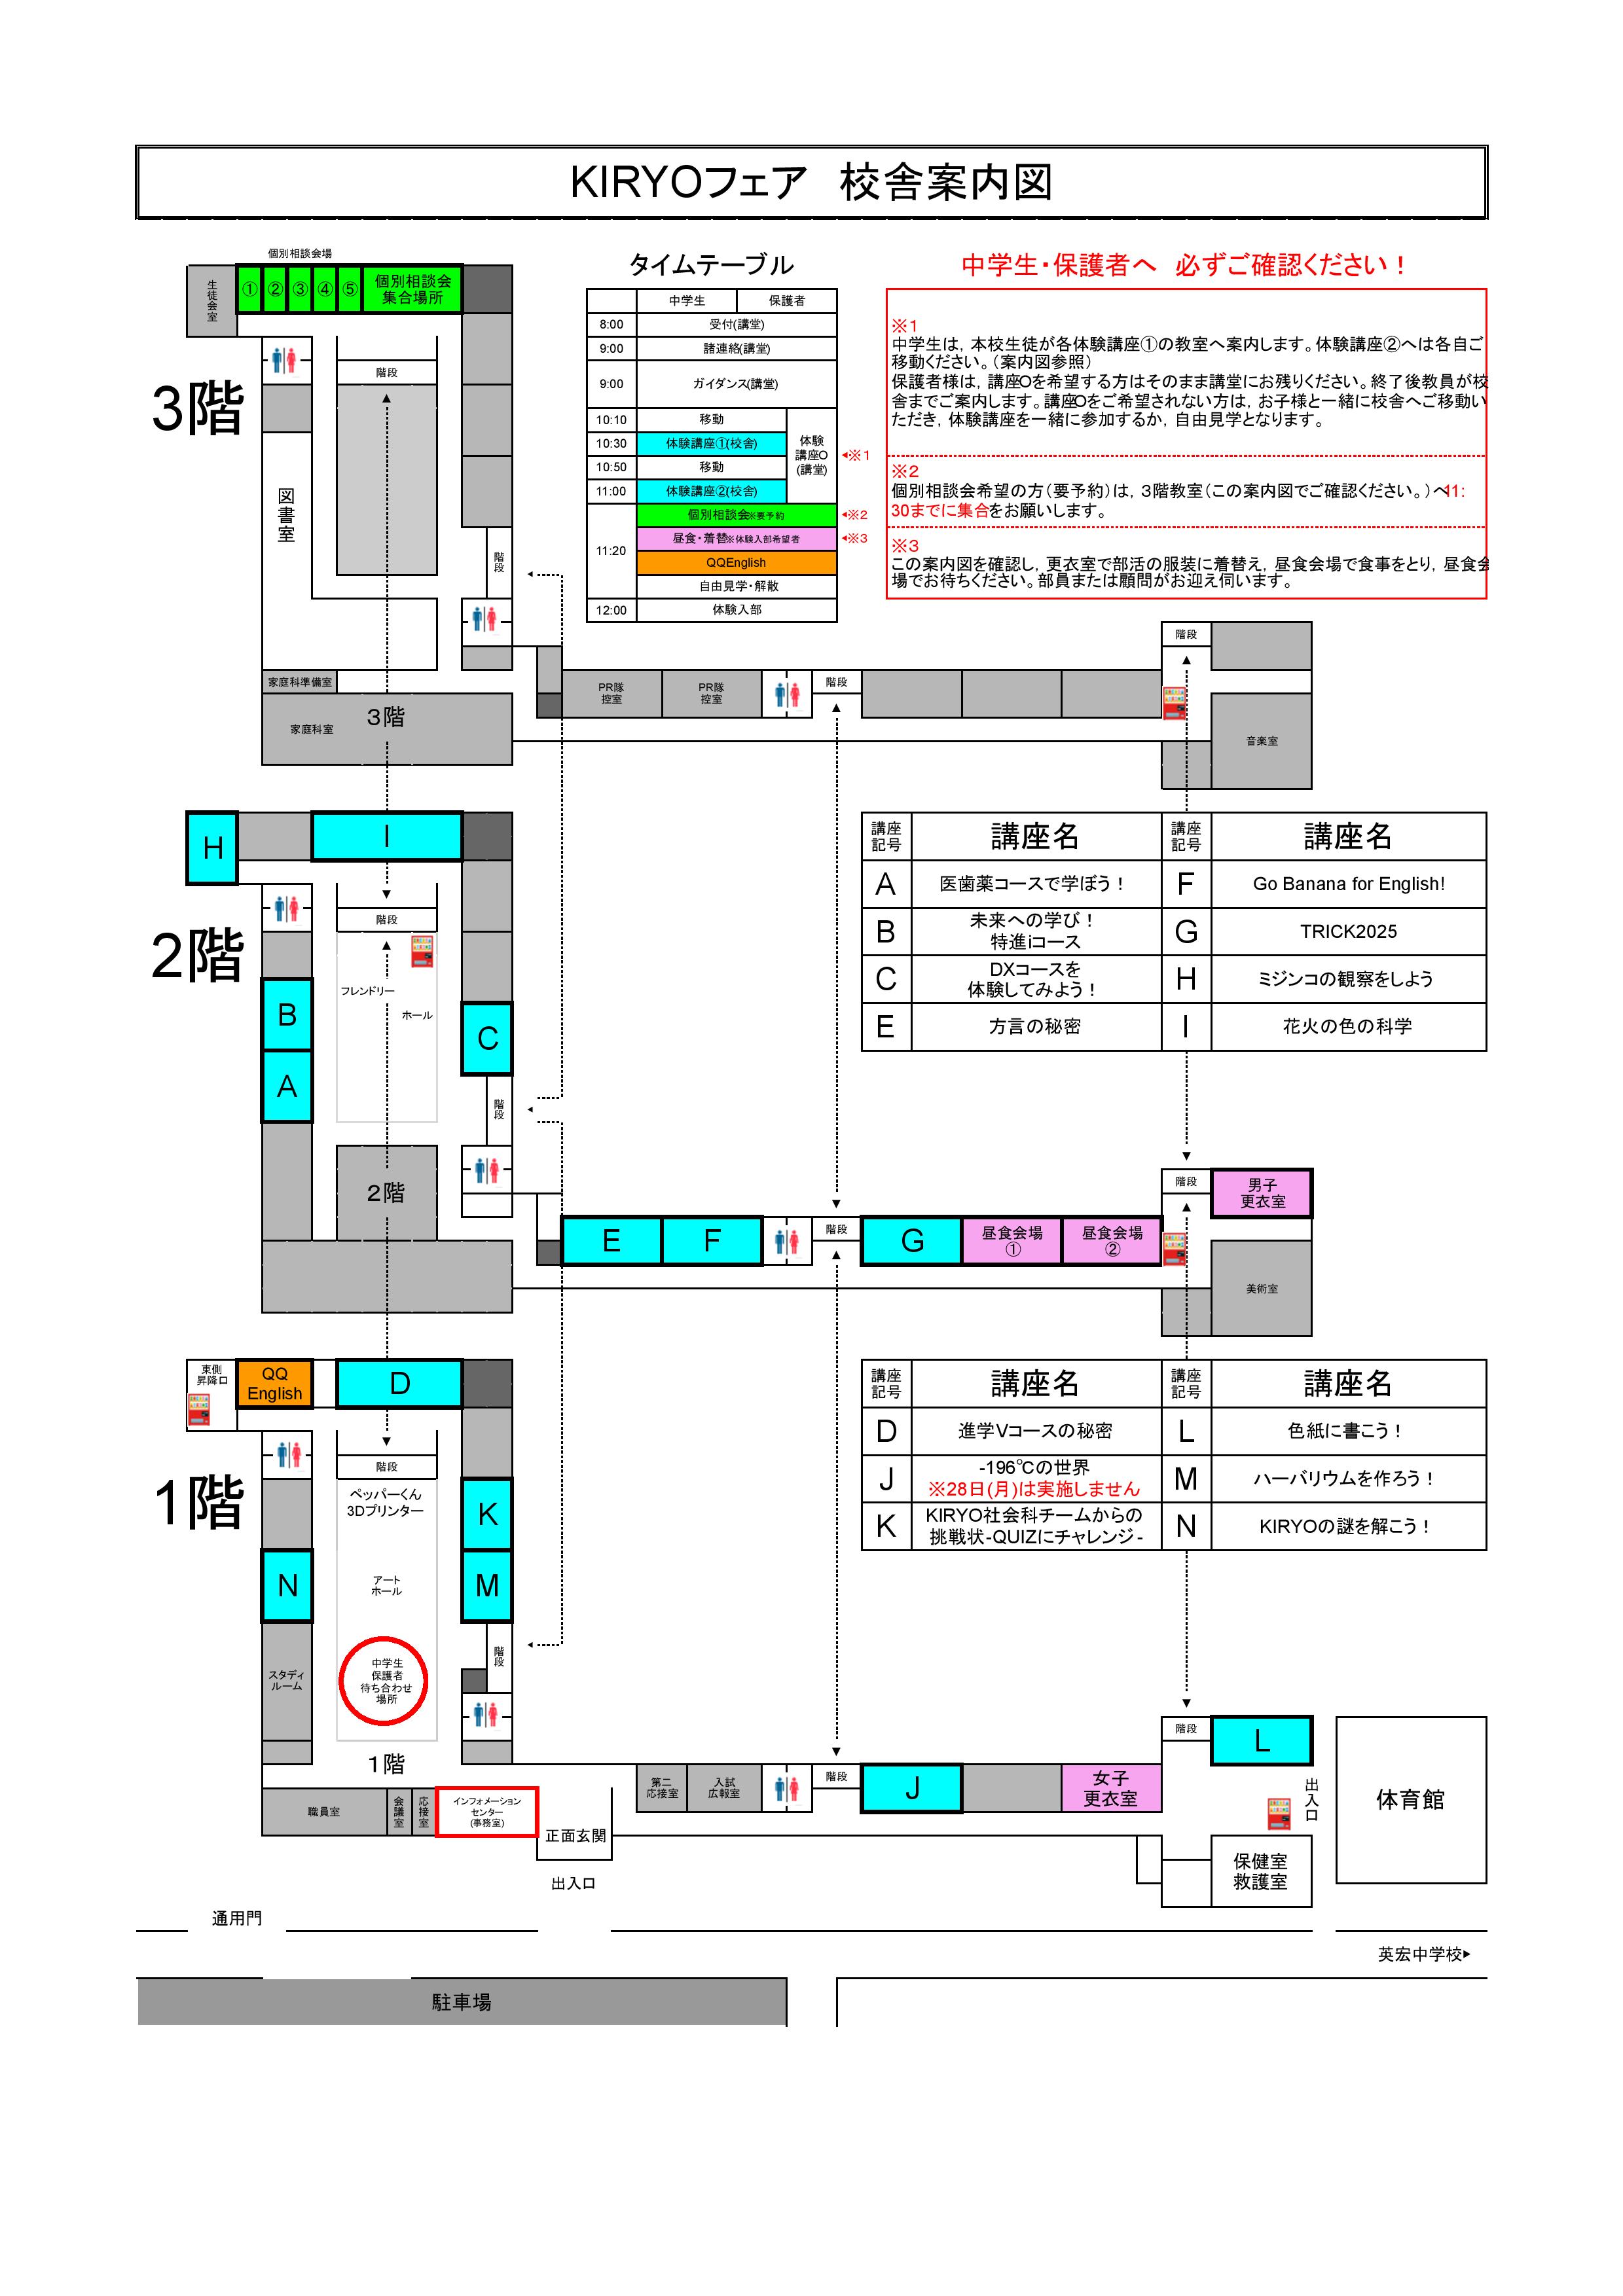 KIRYOフェア　校舎案内図
個別相談会場
生徒会室
①
②
③
④
⑤
個別相談会
集合場所
3階
階段
図書室
階段
家庭科準備室
家庭科室
３階
PR隊
控室
PR隊
控室
階段
階段
音楽室
タイムテーブル
中学生
保護者
8:00
受付(講堂)
9:00
諸連絡(講堂)
9:00
ガイダンス(講堂)
10:10
移動
10:30
体験講座①(校舎)
10:50
移動
11:00
体験講座②(校舎)
体験
講座O
(講堂)
◄※1
11:20
個別相談会※要予約
◄※2
昼食・着替※体験入部希望者
◄※3
QQEnglish
自由見学・解散
12:00
体験入部
中学生・保護者へ　必ずご確認ください！
※1
中学生は，本校生徒が各体験講座①の教室へ案内します。体験講座②へは各自ご
移動ください。（案内図参照）
保護者様は，講座Oを希望する方はそのまま講堂にお残りください。終了後教員が校
舎までご案内します。講座Oをご希望されない方は，お子様と一緒に校舎へご移動い
ただき，体験講座を一緒に参加するか，自由見学となります。
※2
個別相談会希望の方（要予約）は，３階教室（この案内図でご確認ください。）へ11:
30までに集合をお願いします。
※3
この案内図を確認し，更衣室で部活の服装に着替え，昼食会場で食事をとり，昼食会
場でお待ちください。部員または顧問がお迎え伺います。
H
I
2階
階段
フレンドリー
ホール
B
A
C
階段
２階
E
F
階段
G
昼食会場
①
昼食会場
②
階段
男子
更衣室
美術室
講座
記号
講座名
講座
記号
講座名
A
医歯薬コースで学ぼう！
F
Go Banana for English!
B
未来への学び！
特進iコース
G
TRICK2025
C
DXコースを
体験してみよう！
H
ミジンコの観察をしよう
E
方言の秘密
I
花火の色の科学
東側
昇降口
QQ
English
D
1階
階段
ペッパーくん
3Dプリンター
アート
ホール
K
M
N
スタディ
ルーム
中学生
保護者
待ち合わせ
場所
階段
１階
職員室
会議室
応接室
インフォメーション
センター
(事務室)
正面玄関
出入口
第二
応接室
入試
広報室
階段
J
女子
更衣室
階段
L
出入口
体育館
保健室
救護室
講座
記号
講座名
講座
記号
講座名
D
進学Vコースの秘密
L
色紙に書こう！
J
-196℃の世界
※28日(月)は実施しません
M
ハーバリウムを作ろう！
K
KIRYO社会科チームからの
挑戦状-QUIZにチャレンジ-
N
KIRYOの謎を解こう！
通用門
英宏中学校►
駐車場